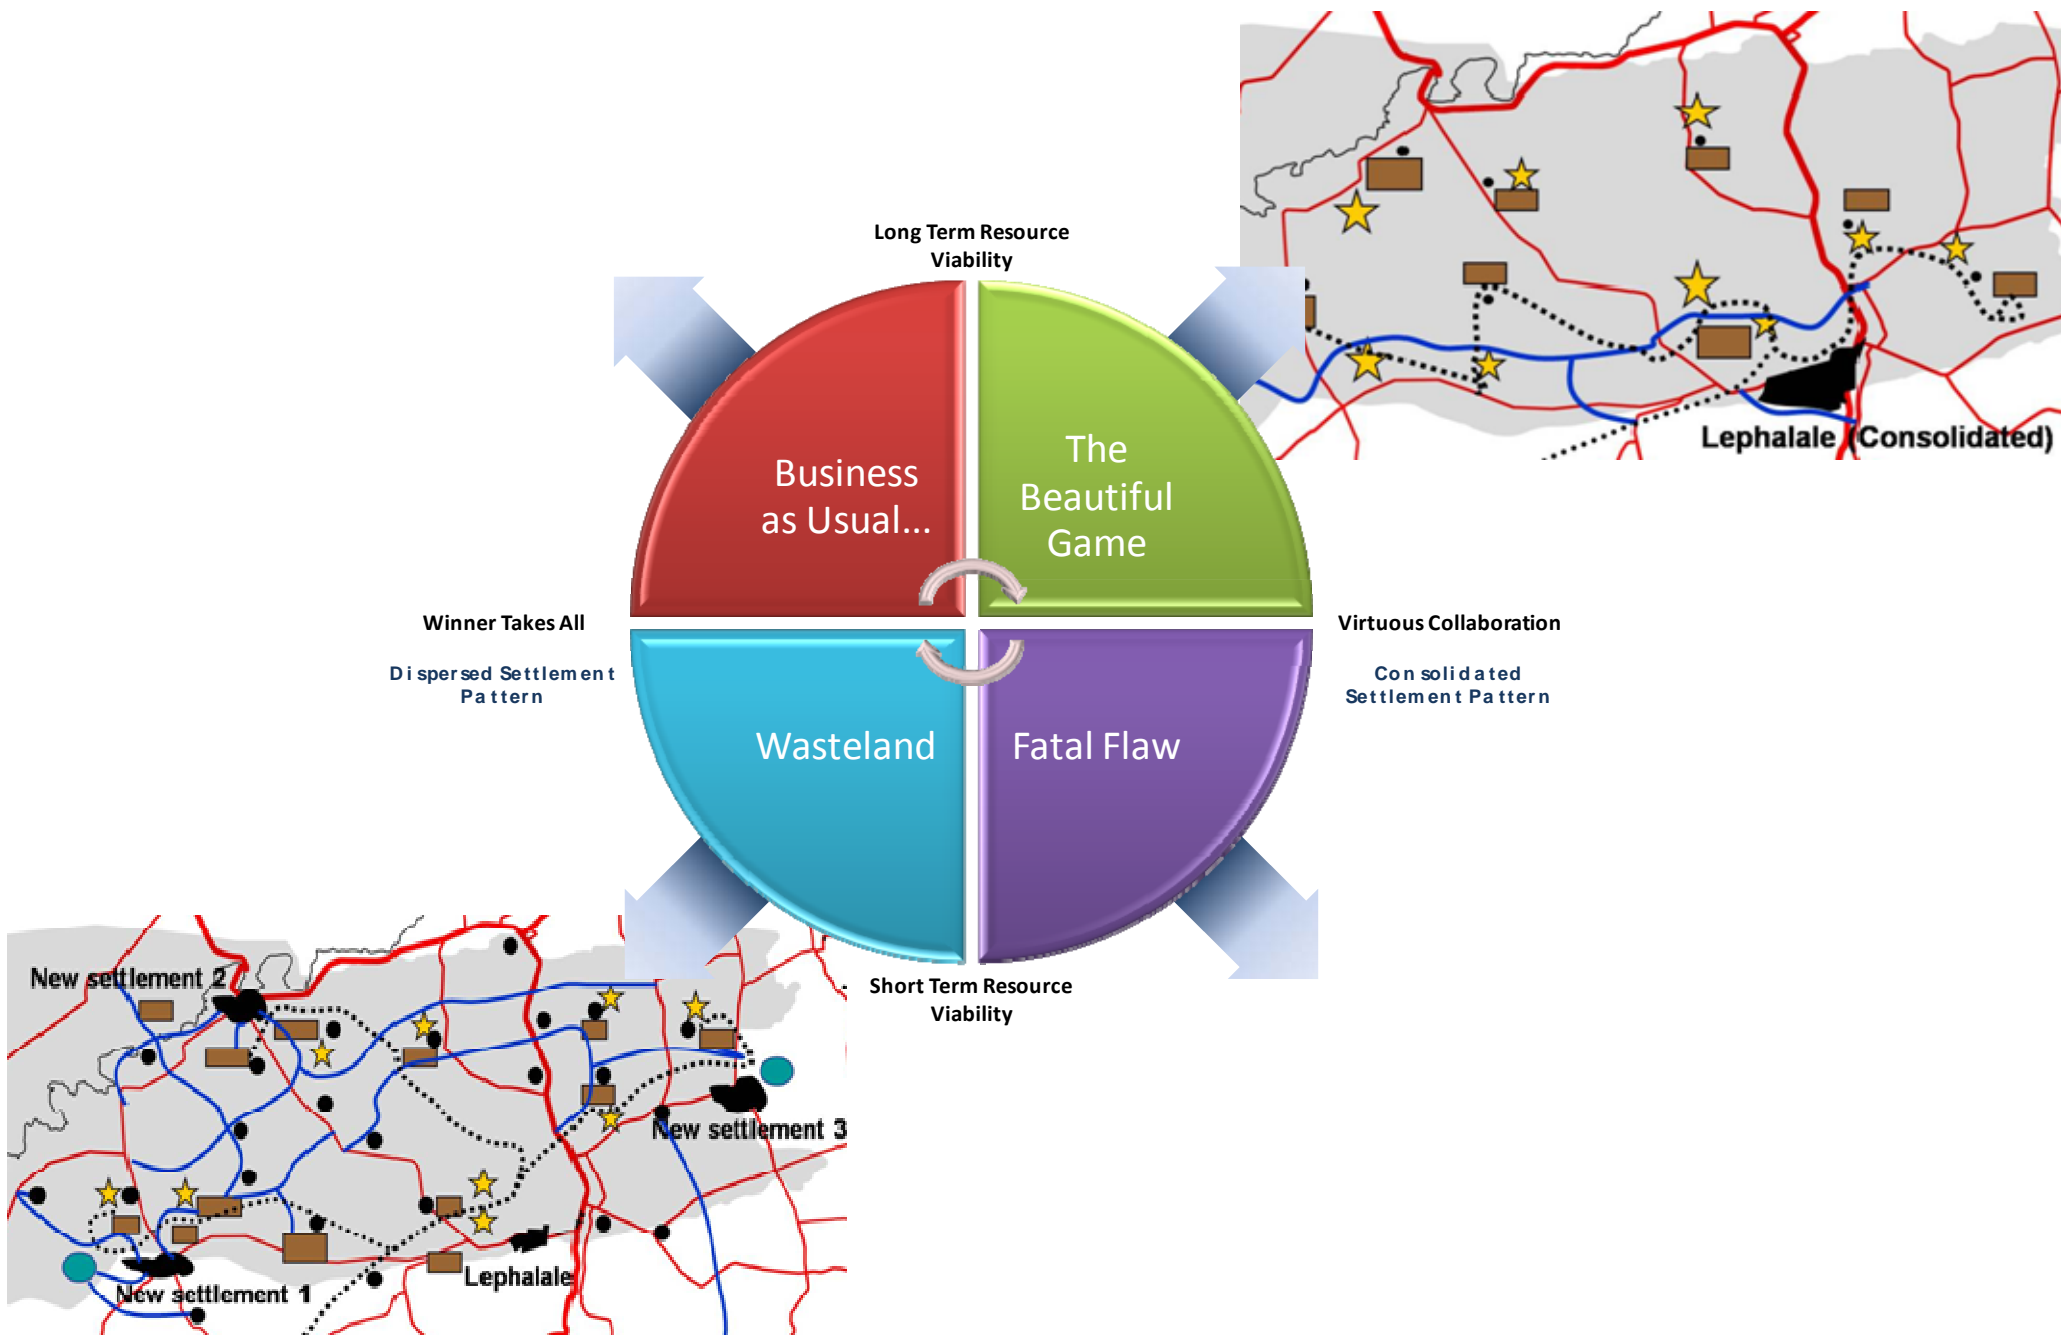 Long Term Resource
Viability
Lephalale (Consolidated)
Business
as Usual...
The
Beautiful
Game
Winner Takes All
Dispersed Settlement
Pattern
Virtuous Collaboration
Consolidated
Settlement Pattern
Wasteland
Fatal Flaw
Short Term Resource
Viability
New settlement 2
New settlement 3
Lephalale
New settlement 1